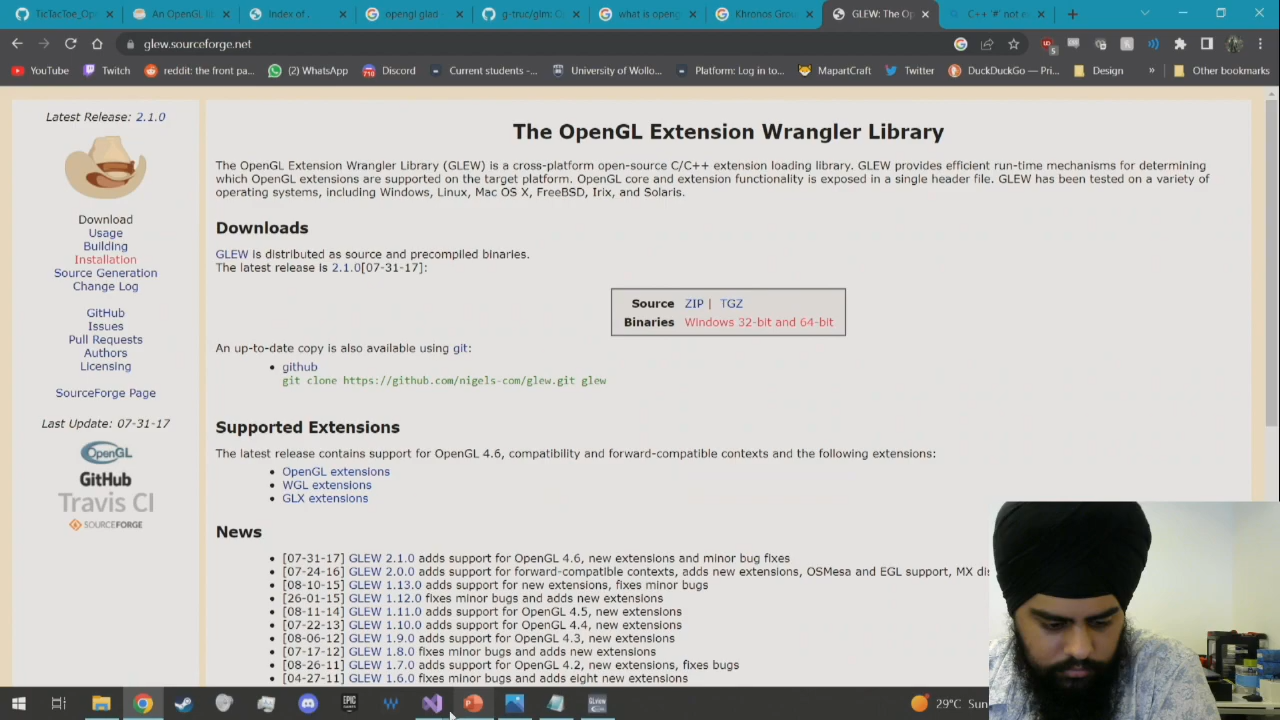 TicTacToe_Op
An OpenGL lib
Index of .
opengl glad
g-truc/glm: O
what is openg
Khronos Grou
GLEW: The Op
C++ '#' not e
glew.sourceforge.net
YouTube
Twitch
reddit: the front pa...
(2) WhatsApp
Discord
Current students -...
University of Wollo...
Platform: Log in to...
MapartCraft
Twitter
DuckDuckGo — Pri...
Design
»
Other bookmarks
Latest Release: 2.1.0
Download
Usage
Building
Installation
Source Generation
Change Log
GitHub
Issues
Pull Requests
Authors
Licensing
SourceForge Page
Last Update: 07-31-17
OpenGL
GitHub
Travis CI
SOURCEFORGE
The OpenGL Extension Wrangler Library
The OpenGL Extension Wrangler Library (GLEW) is a cross-platform open-source C/C++ extension loading library. GLEW provides efficient run-time mechanisms for determining
which OpenGL extensions are supported on the target platform. OpenGL core and extension functionality is exposed in a single header file. GLEW has been tested on a variety of
operating systems, including Windows, Linux, Mac OS X, FreeBSD, Irix, and Solaris.
Downloads
GLEW is distributed as source and precompiled binaries.
The latest release is 2.1.0[07-31-17]:
Source ZIP | TGZ
Binaries Windows 32-bit and 64-bit
An up-to-date copy is also available using git:
• github
git clone https://github.com/nigels-com/glew.git glew
Supported Extensions
The latest release contains support for OpenGL 4.6, compatibility and forward-compatible contexts and the following extensions:
• OpenGL extensions
• WGL extensions
• GLX extensions
News
• [07-31-17] GLEW 2.1.0 adds support for OpenGL 4.6, new extensions and minor bug fixes
• [07-24-16] GLEW 2.0.0 adds support for forward-compatible contexts, adds new extensions, OSMesa and EGL support, MX di
• [08-10-15] GLEW 1.13.0 adds support for new extensions, fixes minor bugs
• [26-01-15] GLEW 1.12.0 fixes minor bugs and adds new extensions
• [08-11-14] GLEW 1.11.0 adds support for OpenGL 4.5, new extensions
• [07-22-13] GLEW 1.10.0 adds support for OpenGL 4.4, new extensions
• [08-06-12] GLEW 1.9.0 adds support for OpenGL 4.3, new extensions
• [07-17-12] GLEW 1.8.0 fixes minor bugs and adds new extensions
• [08-26-11] GLEW 1.7.0 adds support for OpenGL 4.2, new extensions, fixes bugs
• [04-27-11] GLEW 1.6.0 fixes minor bugs and adds eight new extensions
EPIC
29°C Sun